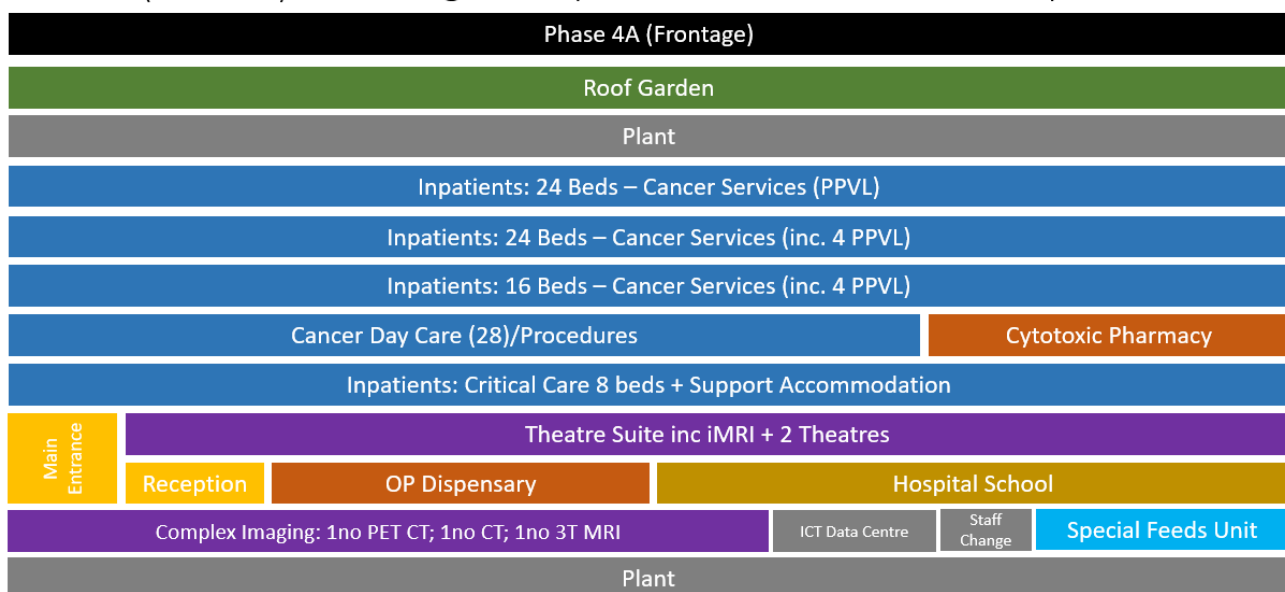 Phase 4A (Frontage)
Roof Garden
Plant
Inpatients: 24 Beds – Cancer Services (PPVL)
Inpatients: 24 Beds – Cancer Services (inc. 4 PPVL)
Inpatients: 16 Beds – Cancer Services (inc. 4 PPVL)
Cancer Day Care (28)/Procedures
Cytotoxic Pharmacy
Inpatients: Critical Care 8 beds + Support Accommodation
Main
Entrance
Theatre Suite inc iMRI + 2 Theatres
Reception
OP Dispensary
Hospital School
Complex Imaging: 1no PET CT; 1no CT; 1no 3T MRI
ICT Data Centre
Staff
Change
Special Feeds Unit
Plant